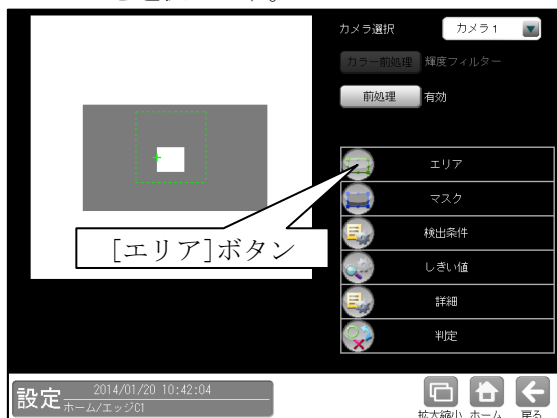 カメラ選択 カメラ1
カラー前処理 輝度フィルター
前処理 有効
エリア
マスク
[エリア]ボタン
検出条件
しきい値
詳細
判定
設定 2014/01/20 10:42:04
ホーム/エッジC1
拡大縮小 ホーム 戻る